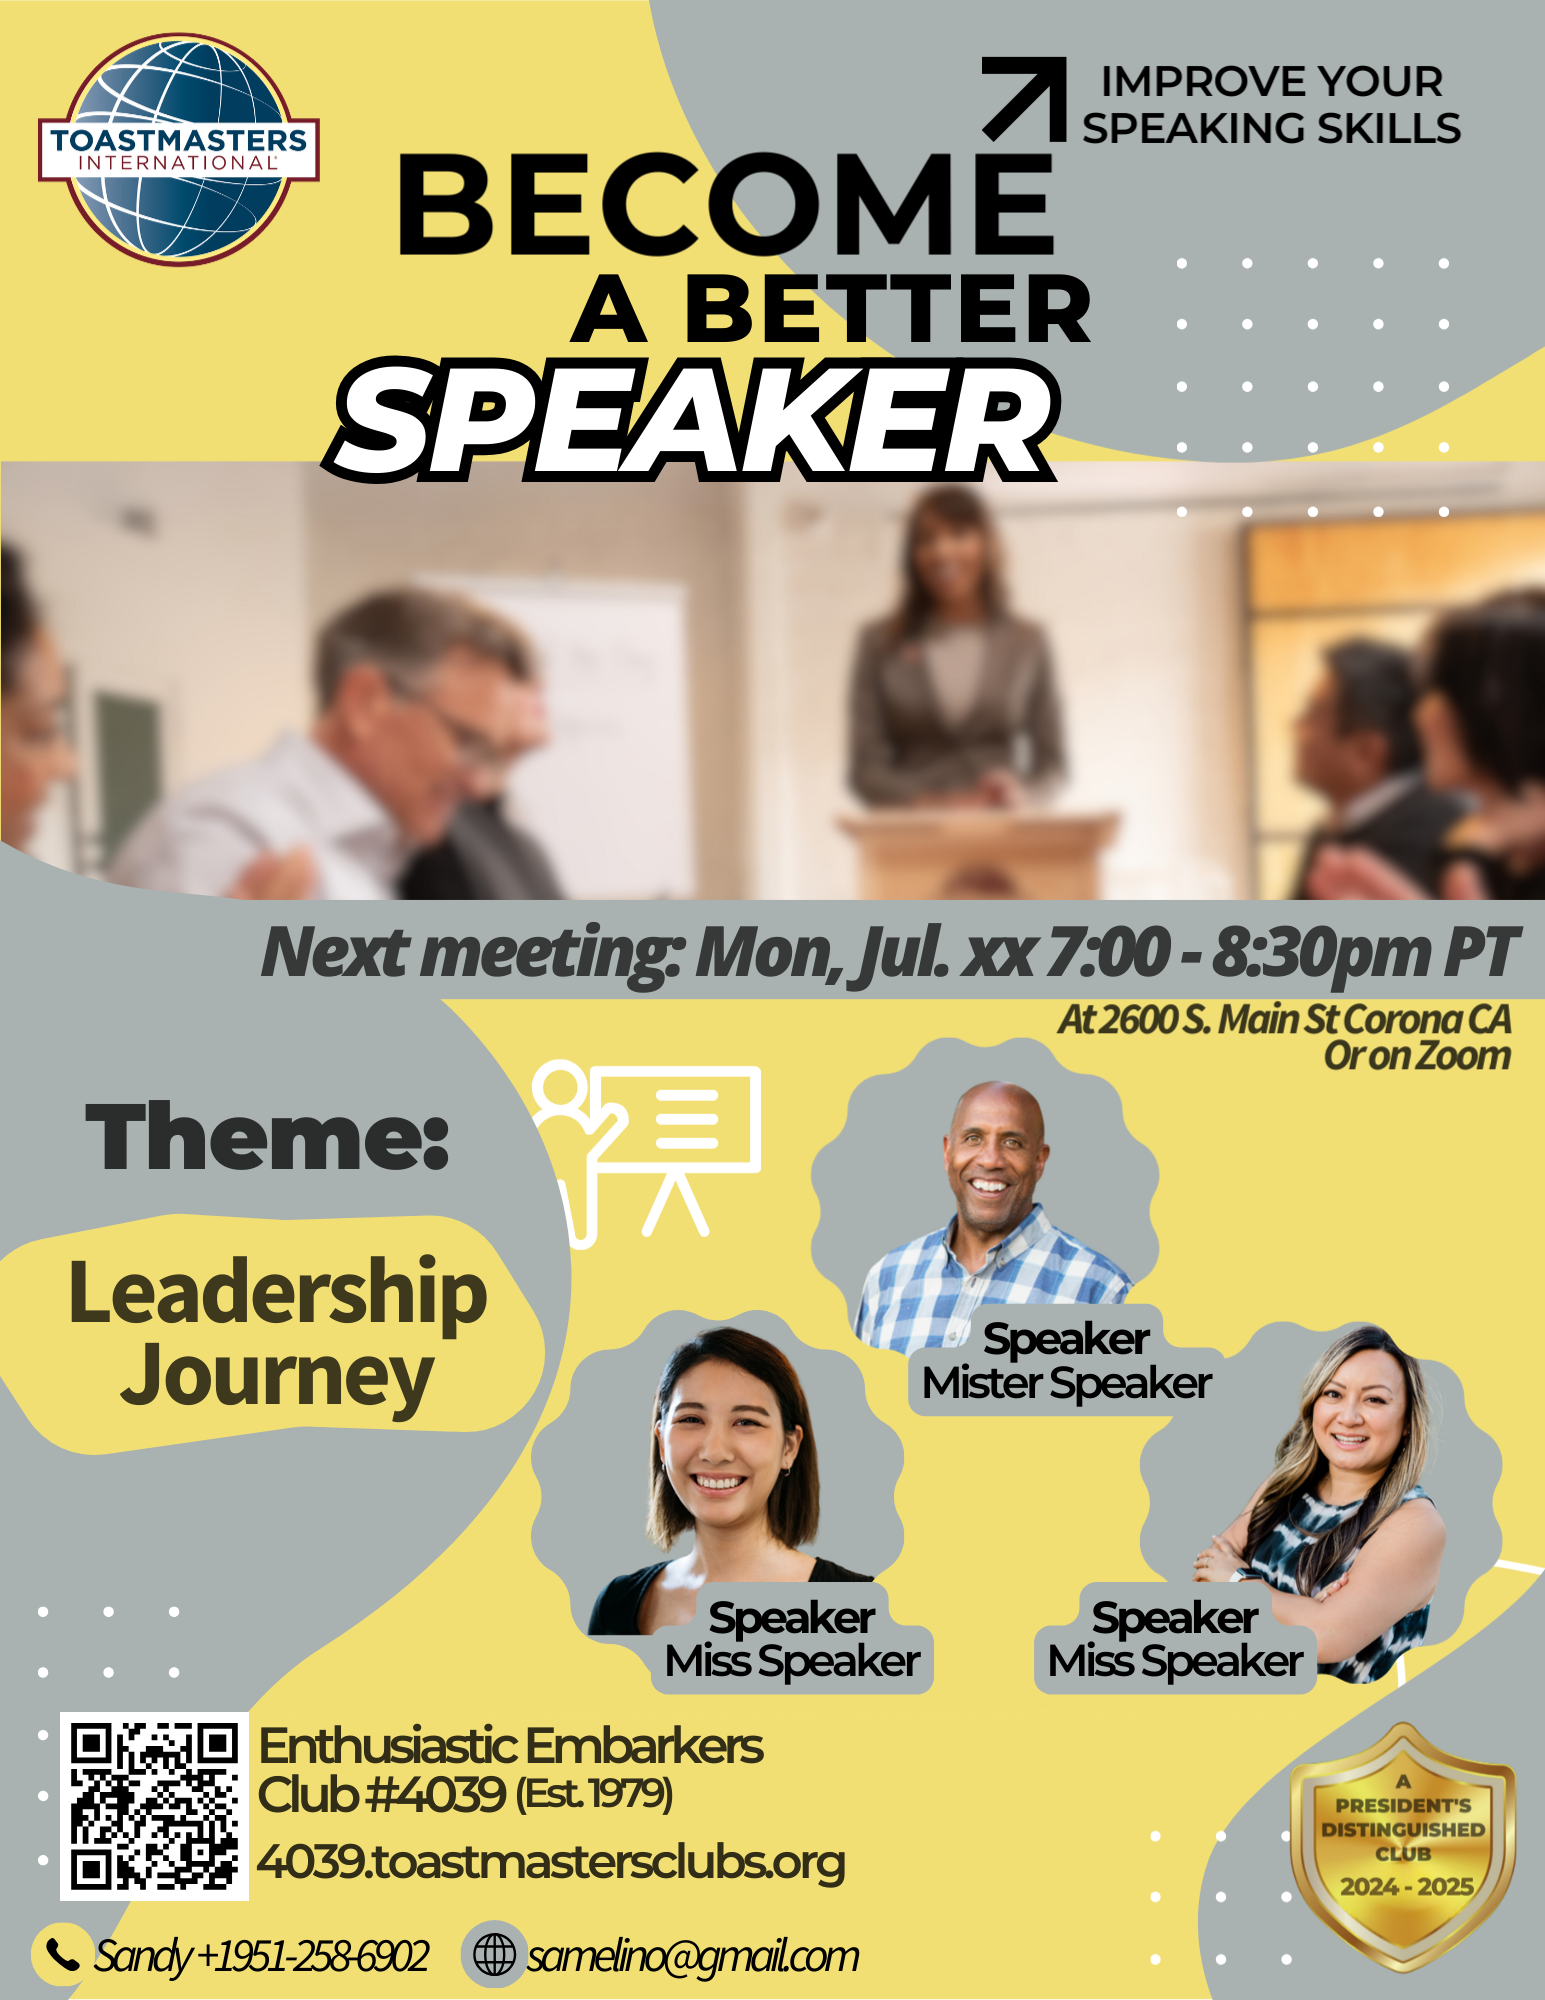 TOASTMASTERS
INTERNATIONAL
IMPROVE YOUR
SPEAKING SKILLS
BECOME
A BETTER
SPEAKER
Next meeting: Mon, Jul. xx 7:00 - 8:30pm PT
At 2600 S. Main St Corona CA
Or on Zoom
Theme:
Leadership
Journey
Speaker
Mister Speaker
Speaker
Miss Speaker
Speaker
Miss Speaker
Enthusiastic Embarkers
Club #4039 (Est. 1979)
4039.toastmastersclubs.org
Sandy +1951-258-6902
samelino@gmail.com
A
PRESIDENT'S
DISTINGUISHED
CLUB
2024 - 2025